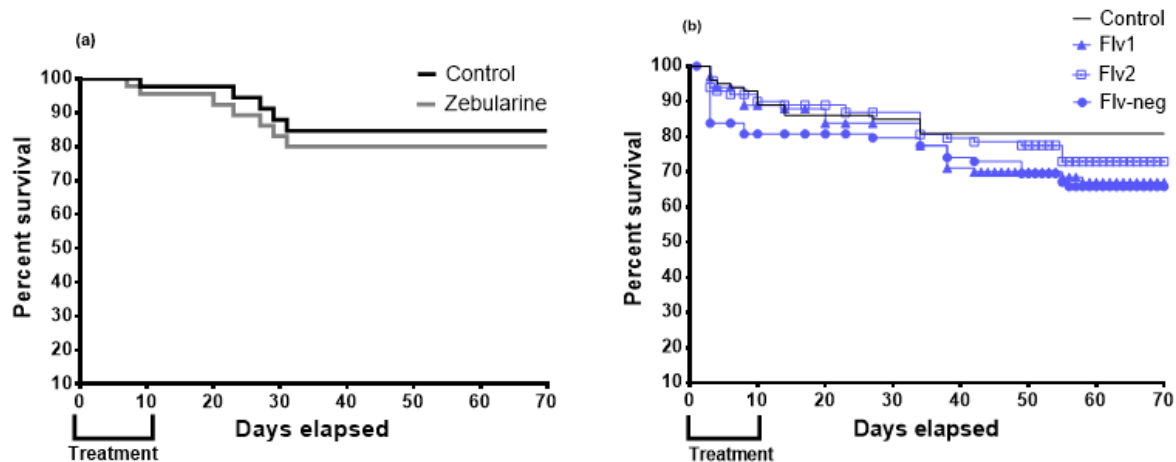 (a)
Control
Zebularine
Percent survival
100
90
80
70
60
50
40
30
20
10
0 10 20 30 40 50 60 70
Days elapsed
Treatment
(b)
Control
Flv1
Flv2
Flv-neg
Percent survival
100
90
80
70
60
50
40
30
20
10
0 10 20 30 40 50 60 70
Days elapsed
Treatment